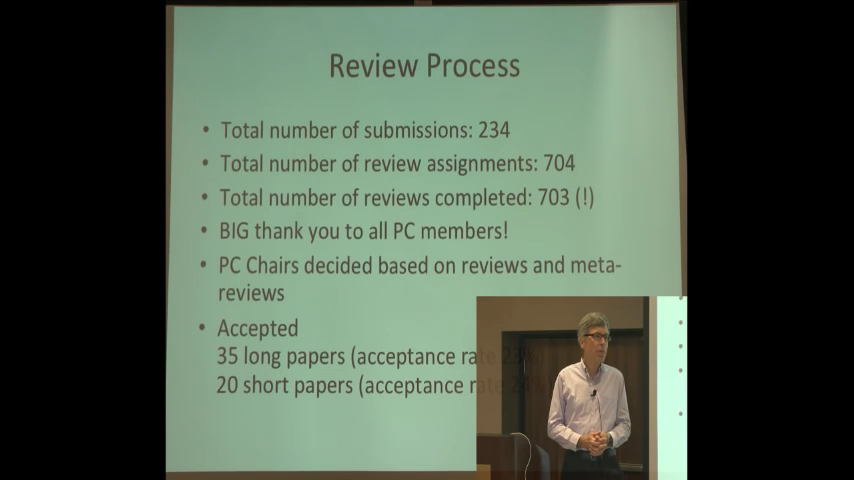 Review Process
• Total number of submissions: 234
• Total number of review assignments: 704
• Total number of reviews completed: 703 (!)
• BIG thank you to all PC members!
• PC Chairs decided based on reviews and meta-
reviews
• Accepted
35 long papers (acceptance rate 23%)
20 short papers (acceptance rate 24%)